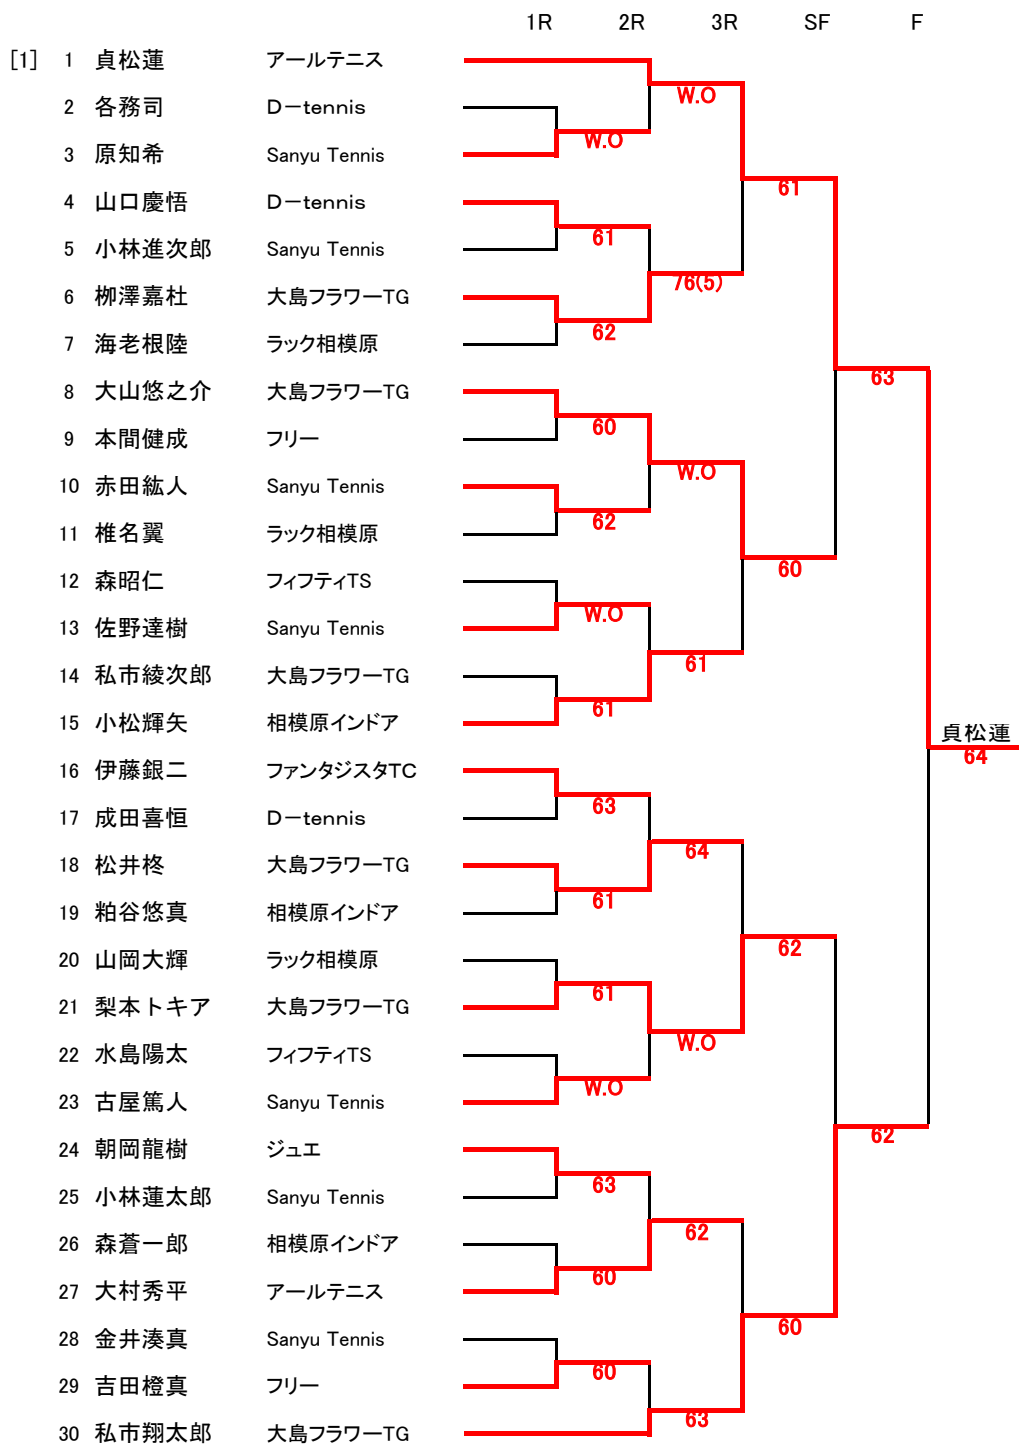 1R 2R 3R SF F
[1] 1 貞松蓮 アールテニス
W.O
2 各務司 D-tennis
W.O
3 原知希 Sanyu Tennis
61
4 山口慶悟 D-tennis
61
5 小林進次郎 Sanyu Tennis
76(5)
6 栁澤嘉杜 大島フラワーTG
62
7 海老根陸 ラック相模原
63
8 大山悠之介 大島フラワーTG
60
9 本間健成 フリー
W.O
10 赤田紘人 Sanyu Tennis
62
11 椎名翼 ラック相模原
60
12 森昭仁 フィフティTS
W.O
13 佐野達樹 Sanyu Tennis
61
14 私市綾次郎 大島フラワーTG
61
15 小松輝矢 相模原インドア
貞松蓮
64
16 伊藤銀二 ファンタジスタTC
63
17 成田喜恒 D-tennis
64
18 松井柊 大島フラワーTG
61
19 粕谷悠真 相模原インドア
62
20 山岡大輝 ラック相模原
61
21 梨本トキア 大島フラワーTG
W.O
22 水島陽太 フィフティTS
W.O
23 古屋篤人 Sanyu Tennis
62
24 朝岡龍樹 ジュエ
63
25 小林蓮太郎 Sanyu Tennis
62
26 森蒼一郎 相模原インドア
60
27 大村秀平 アールテニス
60
28 金井湊真 Sanyu Tennis
60
29 吉田橙真 フリー
63
30 私市翔太郎 大島フラワーTG